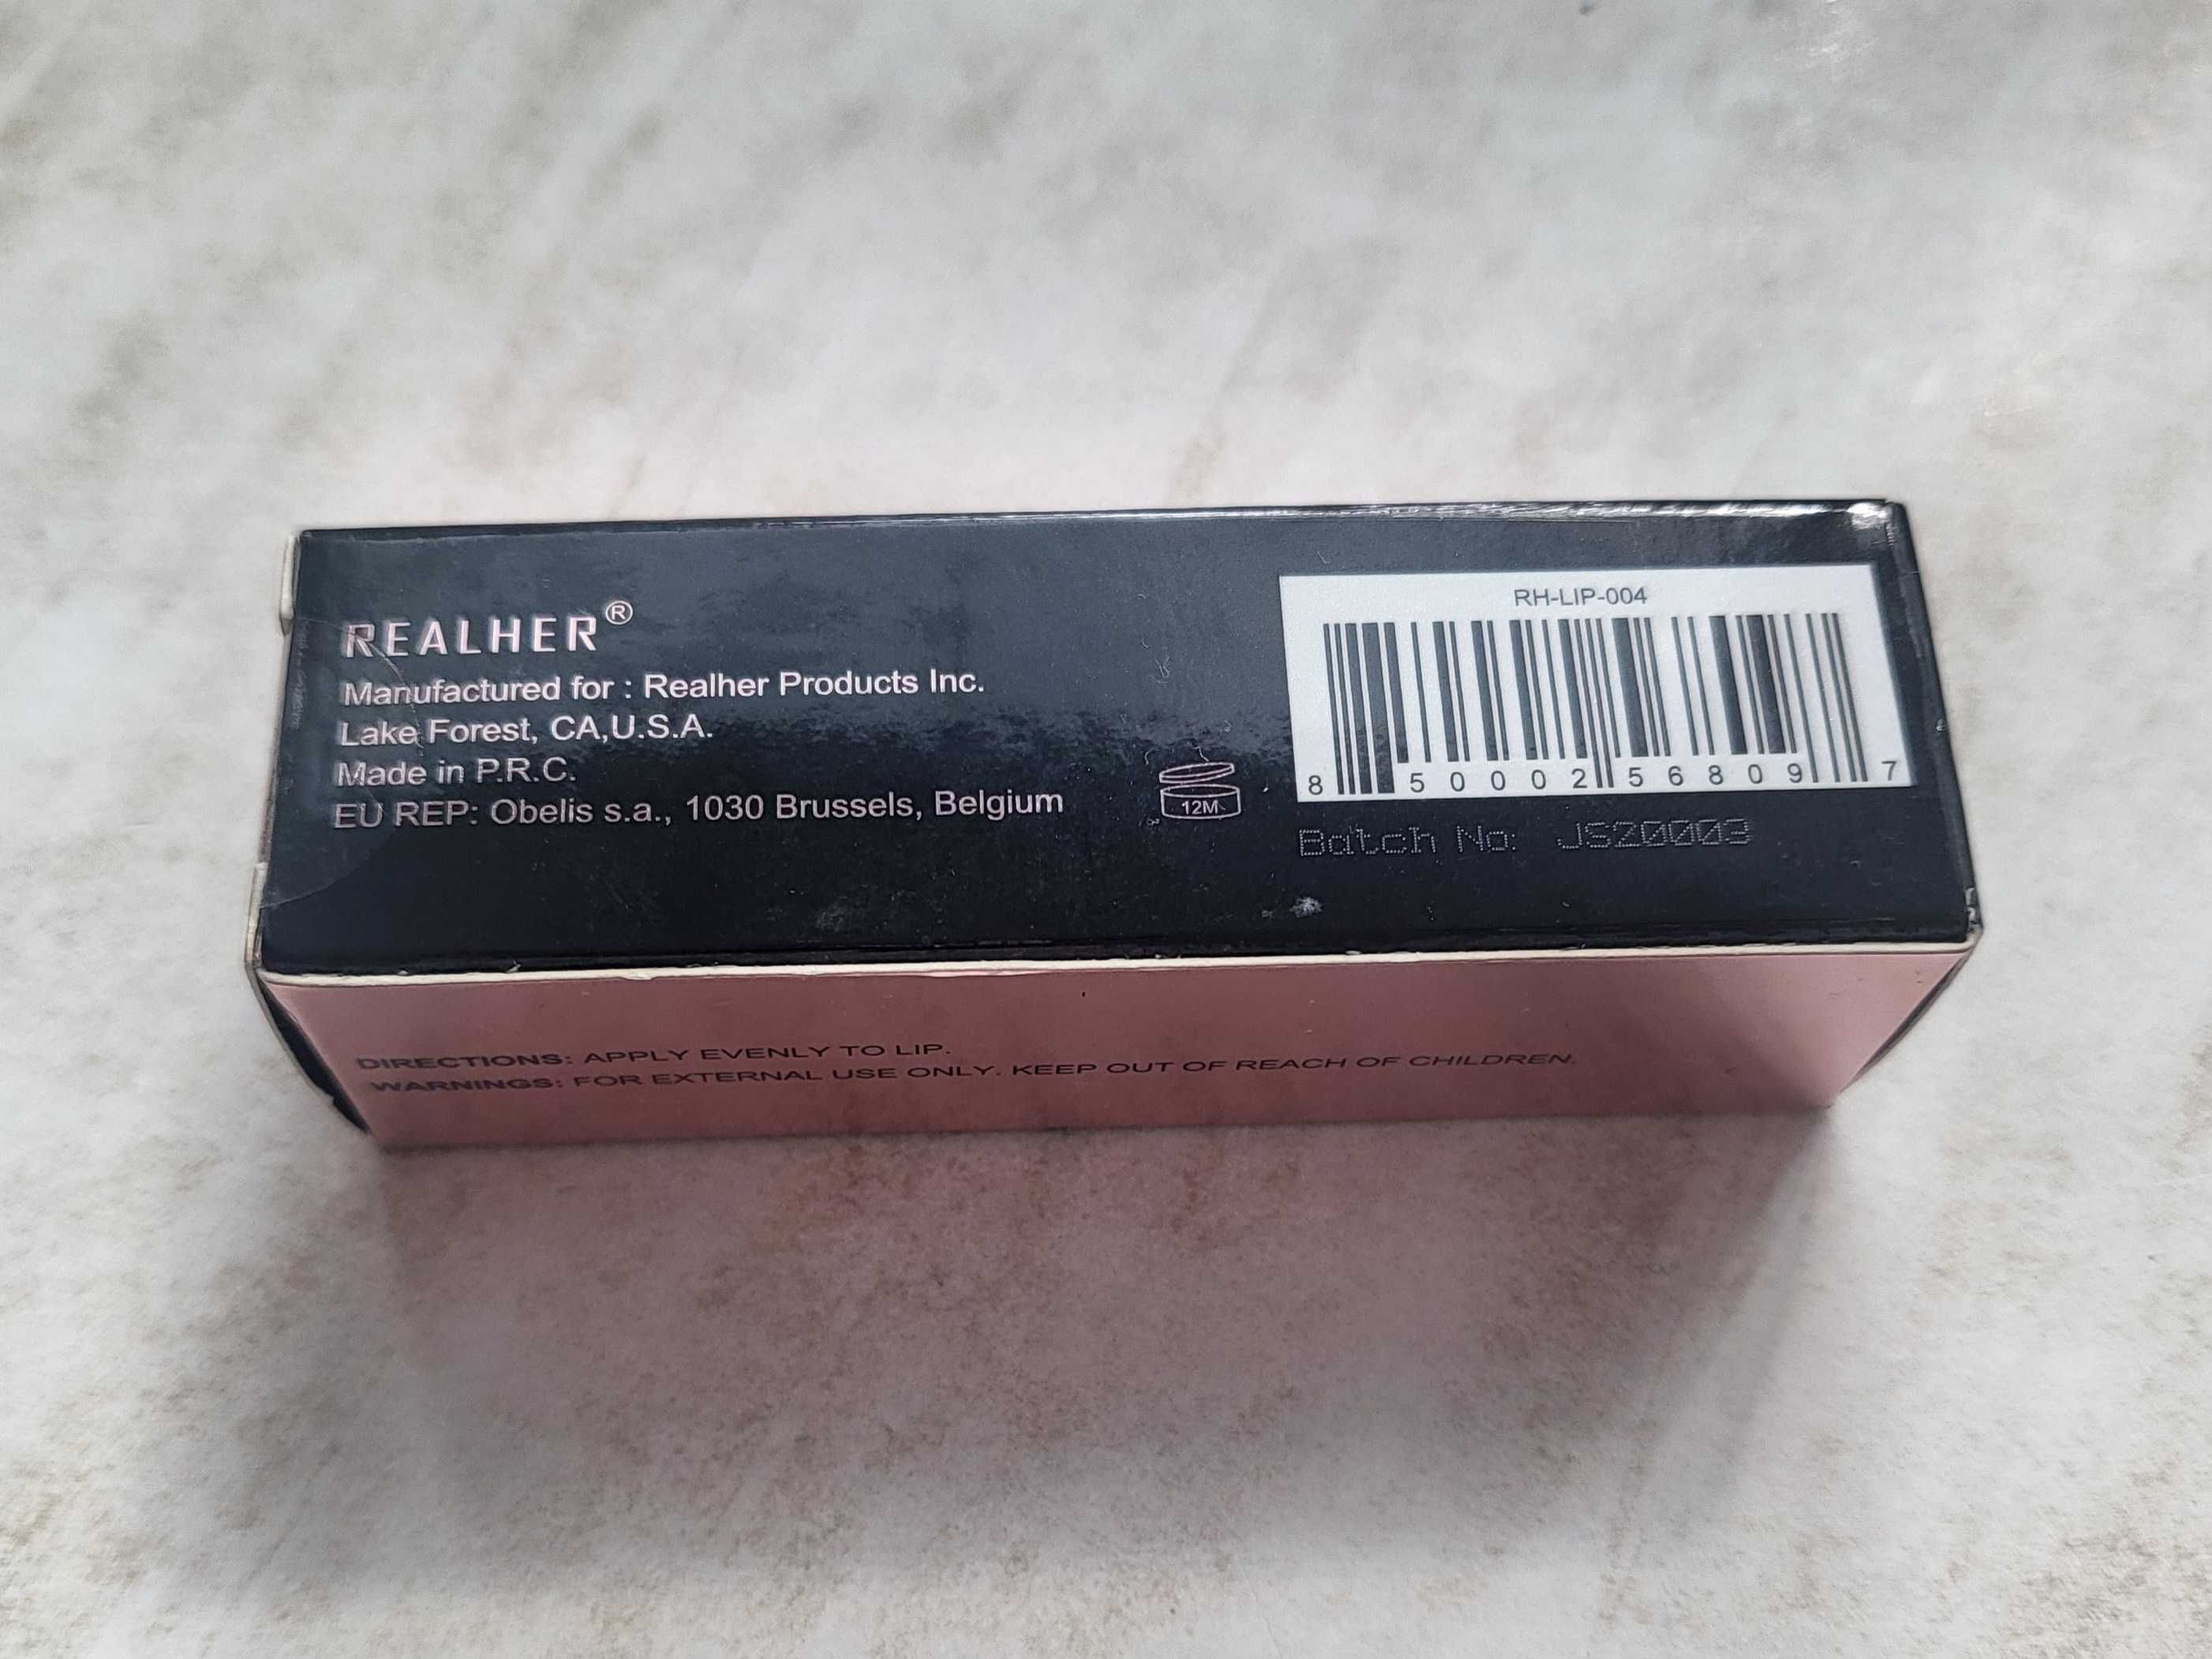 REALHER®
Manufactured for : Realher Products Inc.
Lake Forest, CA,U.S.A.
Made in P.R.C.
EU REP: Obelis s.a., 1030 Brussels, Belgium
12M
RH-LIP-004
8 50002 56809 7
Batch No: JS20003
DIRECTIONS: APPLY EVENLY TO LIP.
WARNINGS: FOR EXTERNAL USE ONLY. KEEP OUT OF REACH OF CHILDREN.